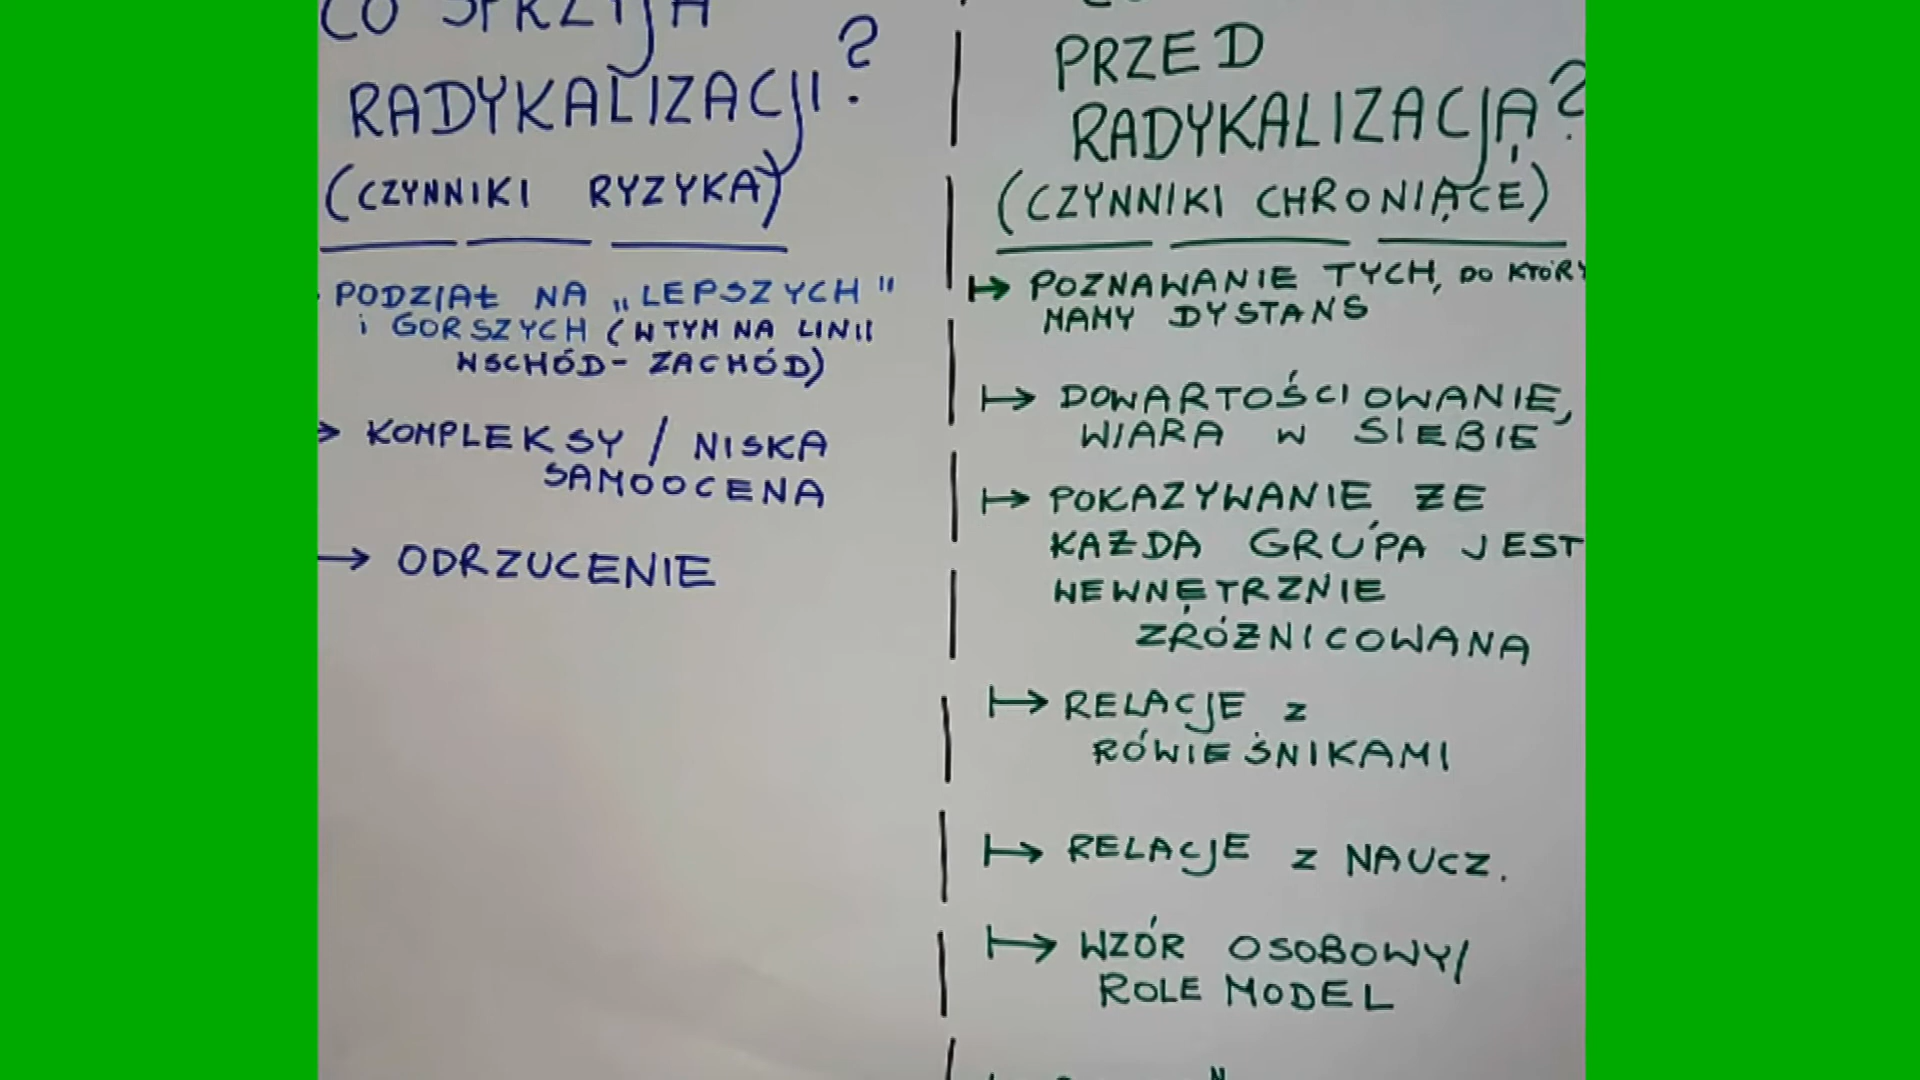 CO SPRZYJA
RADYKALIZACJI?
(CZYNNIKI RYZYKA)
PODZIAŁ NA „LEPSZYCH"
i GORSZYCH (W TYM NA LINII
WSCHÓD - ZACHÓD)
→ KOMPLEKSY / NISKA
SAMOOCENA
→ ODRZUCENIE
PRZED
RADYKALIZACJĄ?
(CZYNNIKI CHRONIĄCE)
↦ POZNAWANIE TYCH, DO KTÓRY
MAMY DYSTANS
↦ DOWARTOŚCIOWANIE,
WIARA W SIEBIE
↦ POKAZYWANIE ŻE
KAŻDA GRUPA JEST
WEWNĘTRZNIE
ZRÓŻNICOWANA
↦ RELACJE Z
RÓWIEŚNIKAMI
↦ RELACJE Z NAUCZ.
↦ WZÓR OSOBOWY/
ROLE MODEL